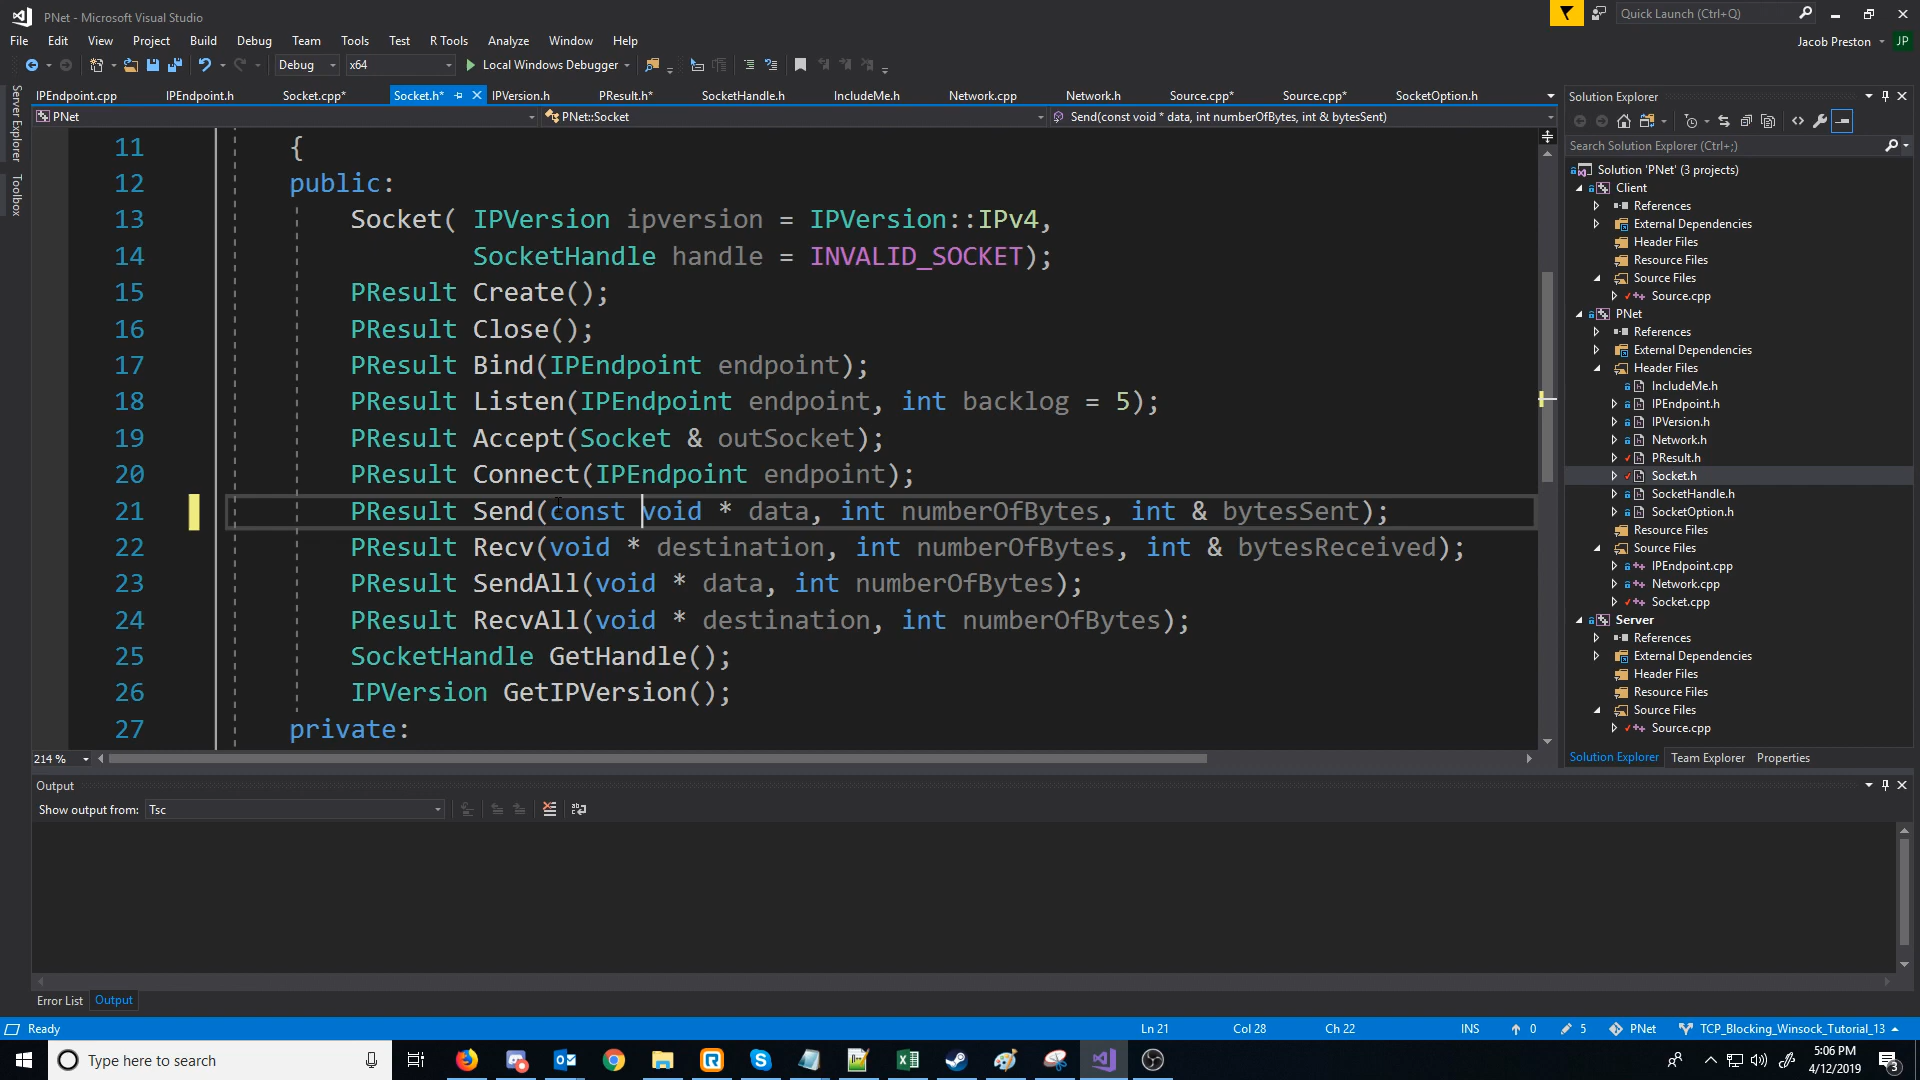 PNet - Microsoft Visual Studio
Quick Launch (Ctrl+Q)
File Edit View Project Build Debug Team Tools Test R Tools Analyze Window Help
Jacob Preston JP
Debug x64 Local Windows Debugger
IPEndpoint.cpp IPEndpoint.h Socket.cpp* Socket.h* IPVersion.h PResult.h* SocketHandle.h IncludeMe.h Network.cpp Network.h Source.cpp* Source.cpp* SocketOption.h
PNet PNet::Socket Send(const void * data, int numberOfBytes, int & bytesSent)
Server Explorer
Toolbox
11 {
12 public:
13 Socket( IPVersion ipversion = IPVersion::IPv4,
14 SocketHandle handle = INVALID_SOCKET);
15 PResult Create();
16 PResult Close();
17 PResult Bind(IPEndpoint endpoint);
18 PResult Listen(IPEndpoint endpoint, int backlog = 5);
19 PResult Accept(Socket & outSocket);
20 PResult Connect(IPEndpoint endpoint);
21 PResult Send(const void * data, int numberOfBytes, int & bytesSent);
22 PResult Recv(void * destination, int numberOfBytes, int & bytesReceived);
23 PResult SendAll(void * data, int numberOfBytes);
24 PResult RecvAll(void * destination, int numberOfBytes);
25 SocketHandle GetHandle();
26 IPVersion GetIPVersion();
27 private:
214 %
Solution Explorer
Search Solution Explorer (Ctrl+;)
Solution 'PNet' (3 projects)
Client
References
External Dependencies
Header Files
Resource Files
Source Files
Source.cpp
PNet
References
External Dependencies
Header Files
IncludeMe.h
IPEndpoint.h
IPVersion.h
Network.h
PResult.h
Socket.h
SocketHandle.h
SocketOption.h
Resource Files
Source Files
IPEndpoint.cpp
Network.cpp
Socket.cpp
Server
References
External Dependencies
Header Files
Resource Files
Source Files
Source.cpp
Solution Explorer Team Explorer Properties
Output
Show output from: Tsc
Error List Output
Ready Ln 21 Col 28 Ch 22 INS 0 5 PNet TCP_Blocking_Winsock_Tutorial_13
Type here to search
5:06 PM
4/12/2019
3